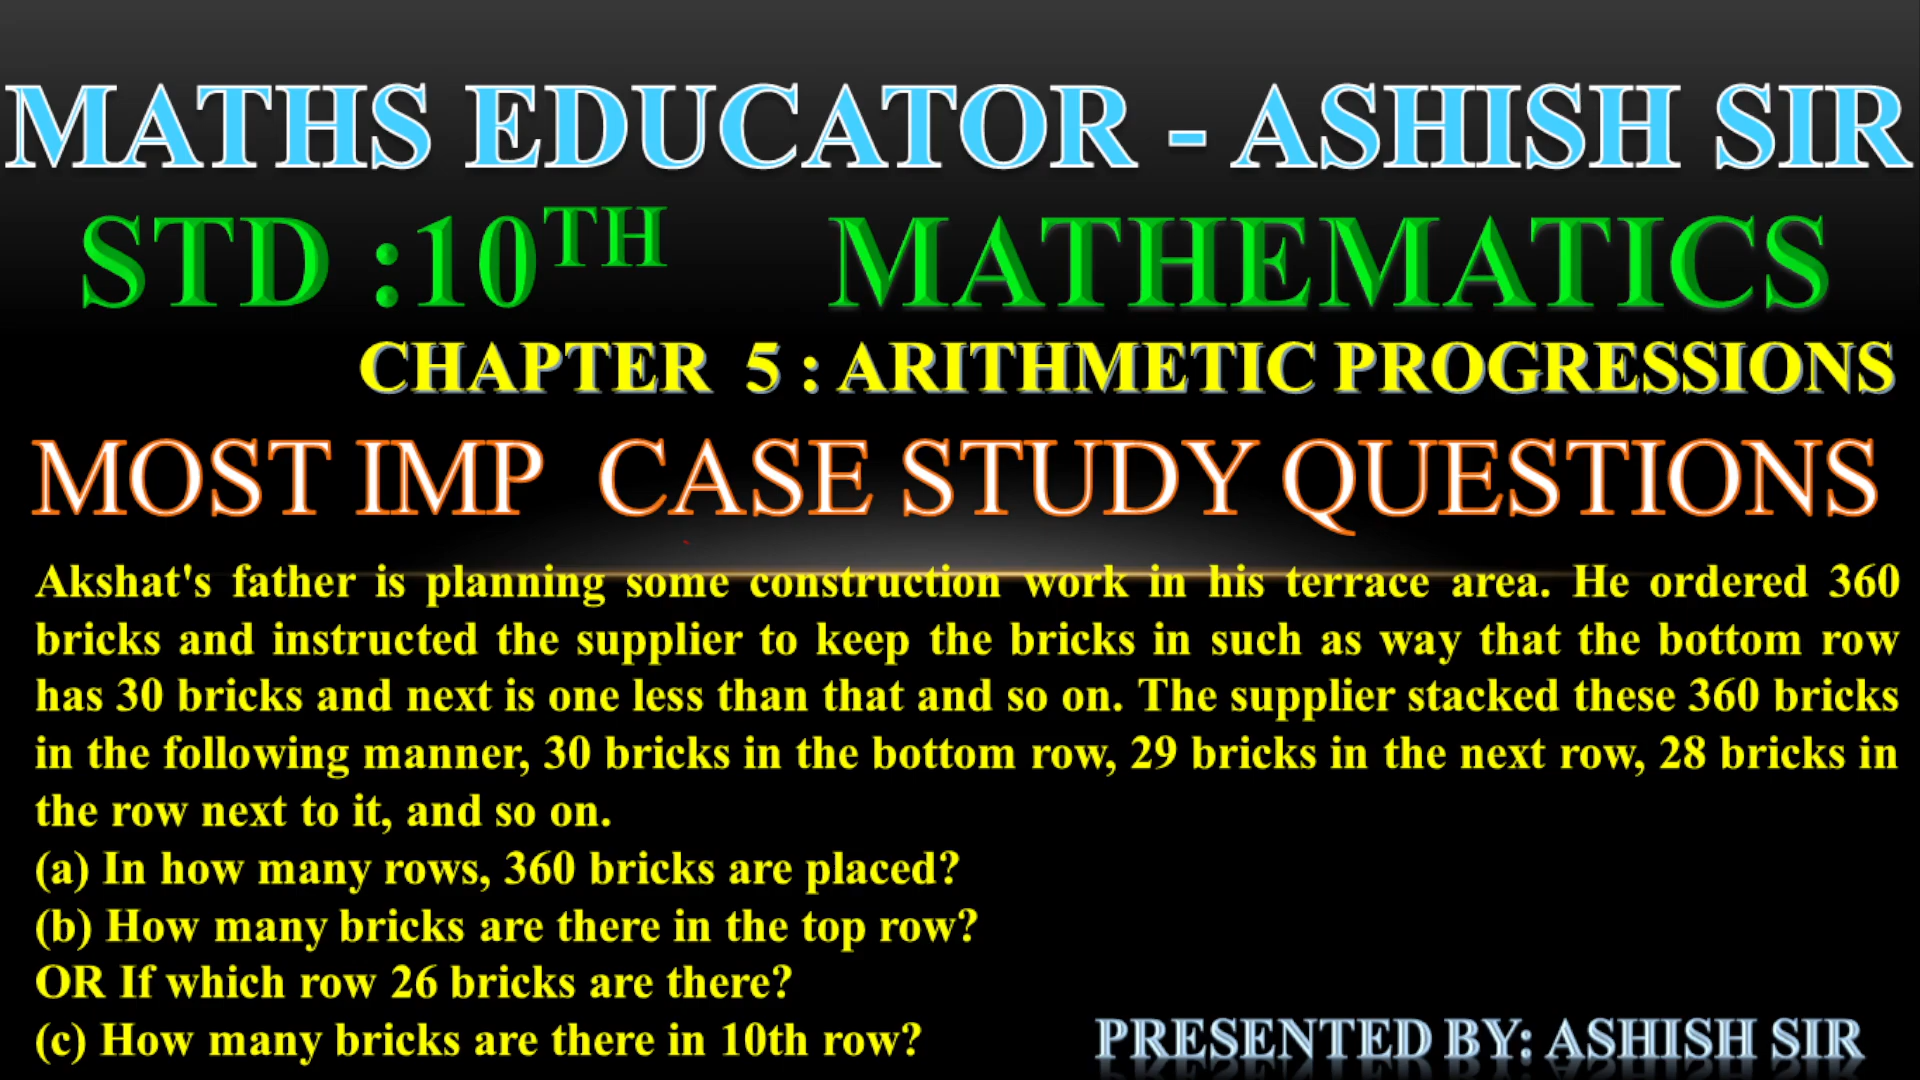 MATHS EDUCATOR - ASHISH SIR
STD :10TH MATHEMATICS
CHAPTER 5 : ARITHMETIC PROGRESSIONS
MOST IMP CASE STUDY QUESTIONS
Akshat's father is planning some construction work in his terrace area. He ordered 360
bricks and instructed the supplier to keep the bricks in such as way that the bottom row
has 30 bricks and next is one less than that and so on. The supplier stacked these 360 bricks
in the following manner, 30 bricks in the bottom row, 29 bricks in the next row, 28 bricks in
the row next to it, and so on.
(a) In how many rows, 360 bricks are placed?
(b) How many bricks are there in the top row?
OR If which row 26 bricks are there?
(c) How many bricks are there in 10th row?
PRESENTED BY: ASHISH SIR